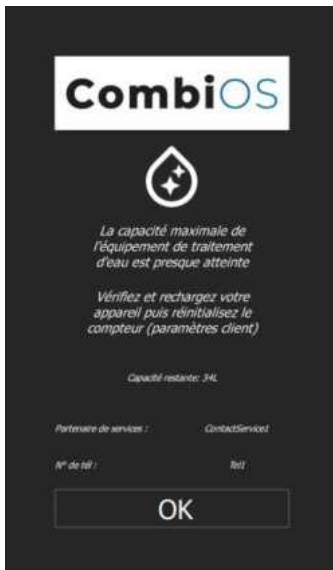 CombiOS
La capacité maximale de
l'équipement de traitement
d'eau est presque atteinte
Vérifiez et rechargez votre
appareil puis réinitialisez le
compteur (paramètres client)
Capacité restante: 34L
Partenaire de services : ContactService1
N° de tél : Tel1
OK